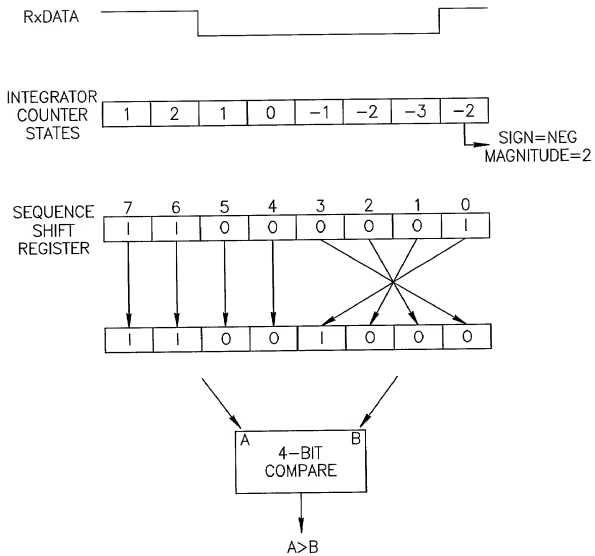 RxDATA
INTEGRATOR
COUNTER
STATES
1 2 1 0 −1 −2 −3 −2
SIGN=NEG
MAGNITUDE=2
SEQUENCE
SHIFT
REGISTER
7 6 5 4 3 2 1 0
1 1 0 0 0 0 0 1
1 1 0 0 1 0 0 0
A B
4−BIT
COMPARE
A>B